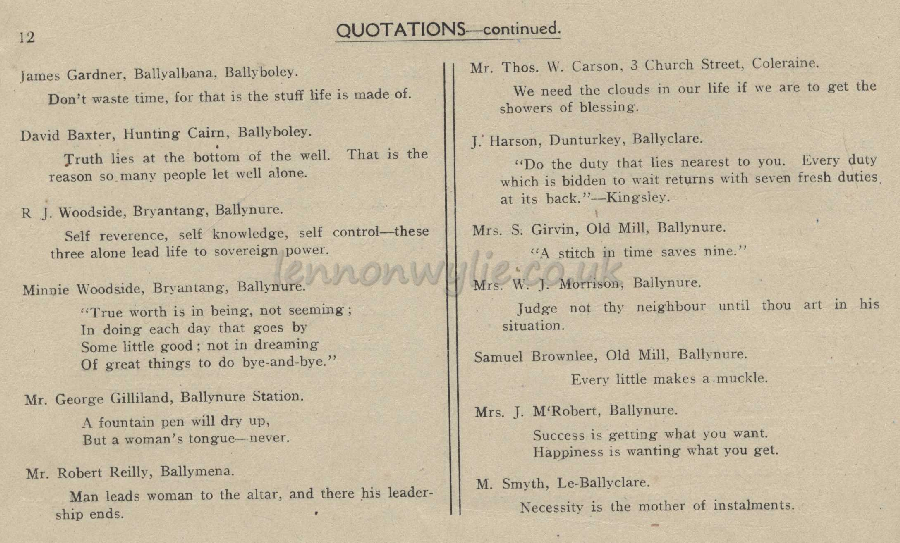 12
QUOTATIONS—continued.
James Gardner, Ballyalbana, Ballyboley.
Don't waste time, for that is the stuff life is made of.
David Baxter, Hunting Cairn, Ballyboley.
Truth lies at the bottom of the well. That is the
reason so many people let well alone.
R J. Woodside, Bryantang, Ballynure.
Self reverence, self knowledge, self control—these
three alone lead life to sovereign power.
Minnie Woodside, Bryantang, Ballynure.
"True worth is in being, not seeming;
In doing each day that goes by
Some little good; not in dreaming
Of great things to do bye-and-bye."
Mr. George Gilliland, Ballynure Station.
A fountain pen will dry up,
But a woman's tongue—never.
Mr. Robert Reilly, Ballymena.
Man leads woman to the altar, and there his leader-
ship ends.
Mr. Thos. W. Carson, 3 Church Street, Coleraine.
We need the clouds in our life if we are to get the
showers of blessing.
J. Harson, Dunturkey, Ballyclare.
"Do the duty that lies nearest to you. Every duty
which is bidden to wait returns with seven fresh duties
at its back."—Kingsley.
Mrs. S. Girvin, Old Mill, Ballynure.
"A stitch in time saves nine."
Mrs. W. J. Morrison, Ballynure.
Judge not thy neighbour until thou art in his
situation.
Samuel Brownlee, Old Mill, Ballynure.
Every little makes a muckle.
Mrs. J. M'Robert, Ballynure.
Success is getting what you want.
Happiness is wanting what you get.
M. Smyth, Le-Ballyclare.
Necessity is the mother of instalments.
lennonwylie.co.uk